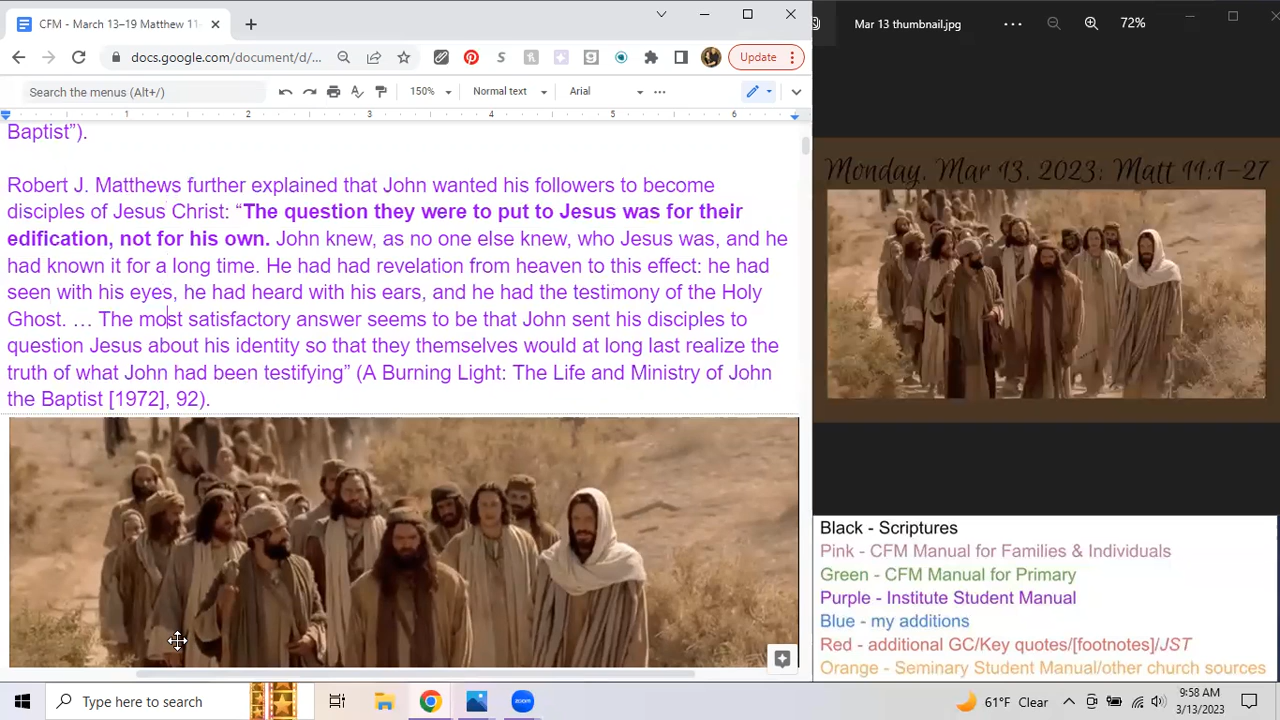 CFM - March 13–19 Matthew 11-
docs.google.com/document/d/...
Update
Search the menus (Alt+/)
150%
Normal text
Arial
1 2 3 4 5 6
Baptist”).
Robert J. Matthews further explained that John wanted his followers to become
disciples of Jesus Christ: “The question they were to put to Jesus was for their
edification, not for his own. John knew, as no one else knew, who Jesus was, and he
had known it for a long time. He had had revelation from heaven to this effect: he had
seen with his eyes, he had heard with his ears, and he had the testimony of the Holy
Ghost. … The most satisfactory answer seems to be that John sent his disciples to
question Jesus about his identity so that they themselves would at long last realize the
truth of what John had been testifying” (A Burning Light: The Life and Ministry of John
the Baptist [1972], 92).
Mar 13 thumbnail.jpg
72%
Monday, Mar 13, 2023: Matt 11:1-27
Black - Scriptures
Pink - CFM Manual for Families & Individuals
Green - CFM Manual for Primary
Purple - Institute Student Manual
Blue - my additions
Red - additional GC/Key quotes/[footnotes]/JST
Orange - Seminary Student Manual/other church sources
Type here to search
zoom
61°F Clear
9:58 AM
3/13/2023